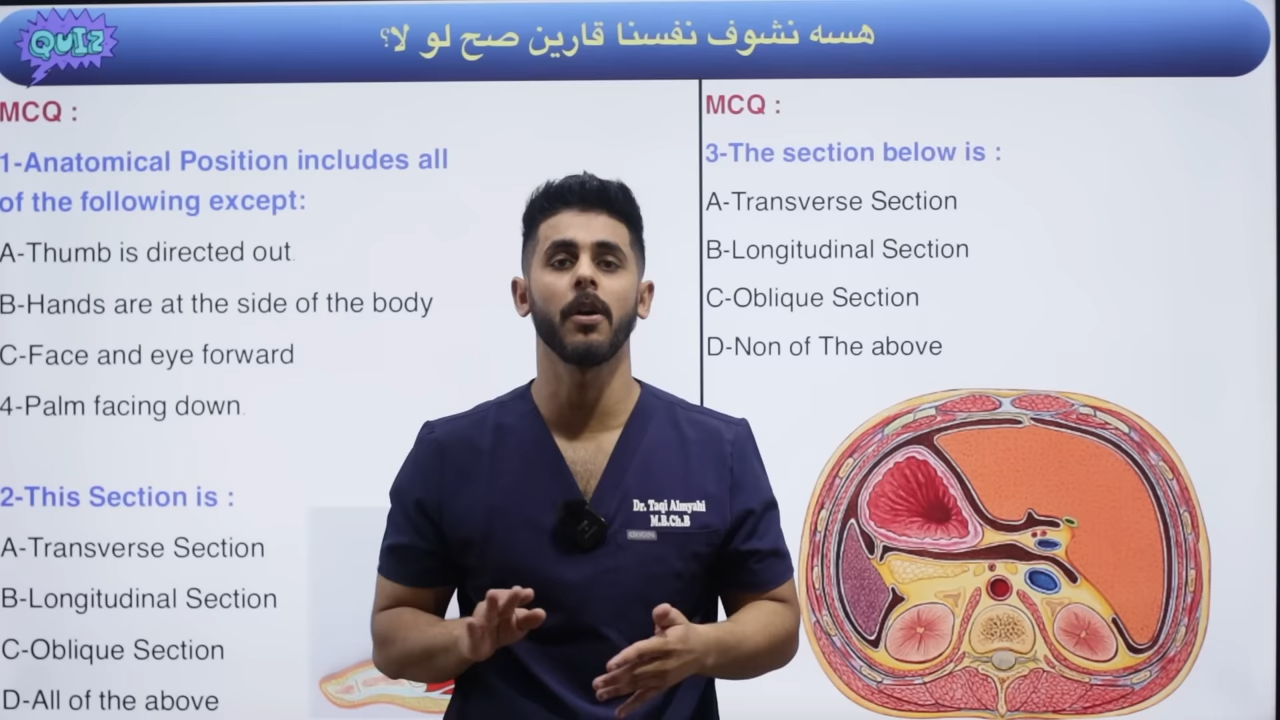 QUIZ
هسه نشوف نفسنا قارين صح لو لا؟
MCQ :
1-Anatomical Position includes all
of the following except:
A-Thumb is directed out.
B-Hands are at the side of the body
C-Face and eye forward
4-Palm facing down.
2-This Section is :
A-Transverse Section
B-Longitudinal Section
C-Oblique Section
D-All of the above
MCQ :
3-The section below is :
A-Transverse Section
B-Longitudinal Section
C-Oblique Section
D-Non of The above
Dr. Taqi Almyahi
M.B.Ch.B